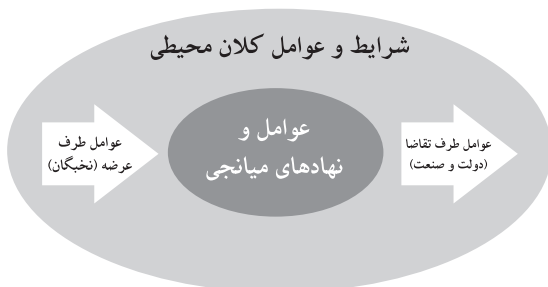 شرایط و عوامل کلان محیطی
عوامل طرف تقاضا
(دولت و صنعت)
عوامل و
نهادهای میانجی
عوامل طرف
عرضه (نخبگان)